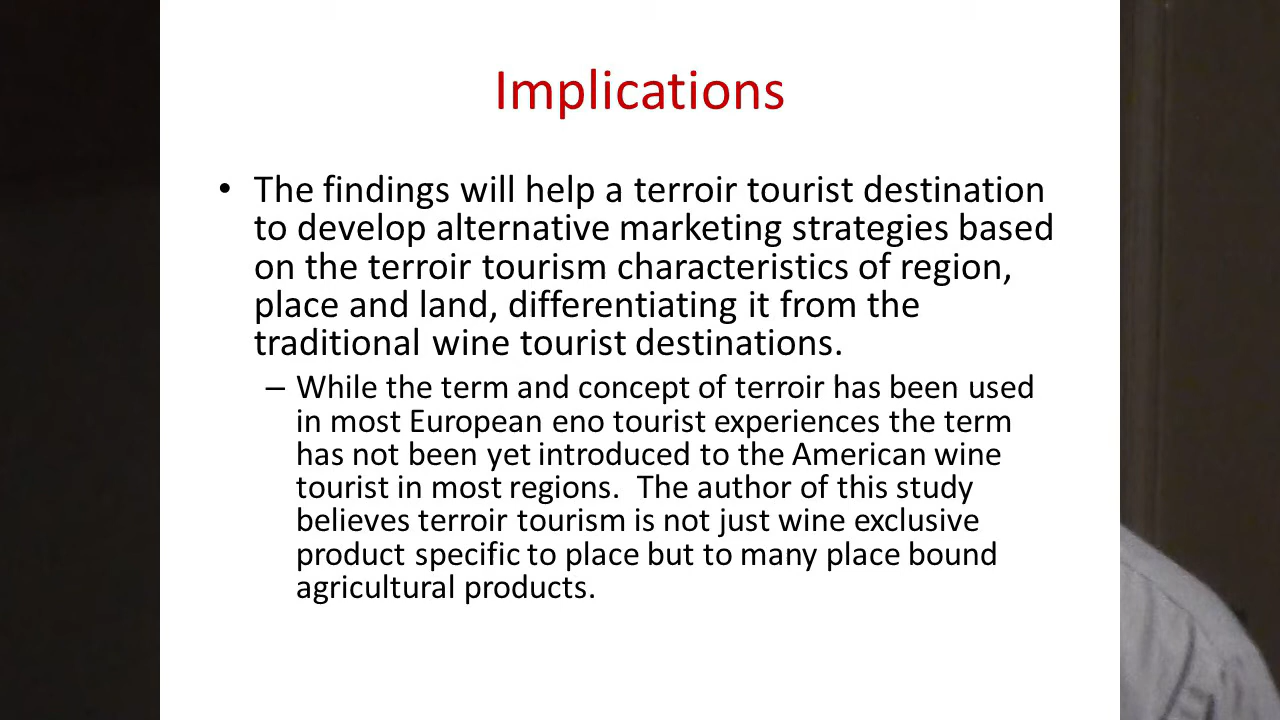 Implications
• The findings will help a terroir tourist destination
to develop alternative marketing strategies based
on the terroir tourism characteristics of region,
place and land, differentiating it from the
traditional wine tourist destinations.
– While the term and concept of terroir has been used
in most European eno tourist experiences the term
has not been yet introduced to the American wine
tourist in most regions.  The author of this study
believes terroir tourism is not just wine exclusive
product specific to place but to many place bound
agricultural products.